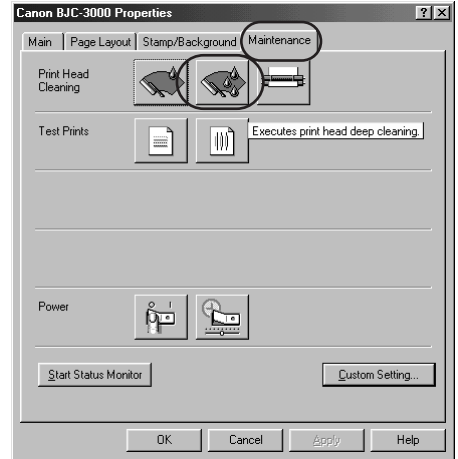 Canon BJC-3000 Properties
Main Page Layout Stamp/Background Maintenance
Print Head
Cleaning
Test Prints
Executes print head deep cleaning.
Power
Start Status Monitor Custom Setting...
OK Cancel Apply Help